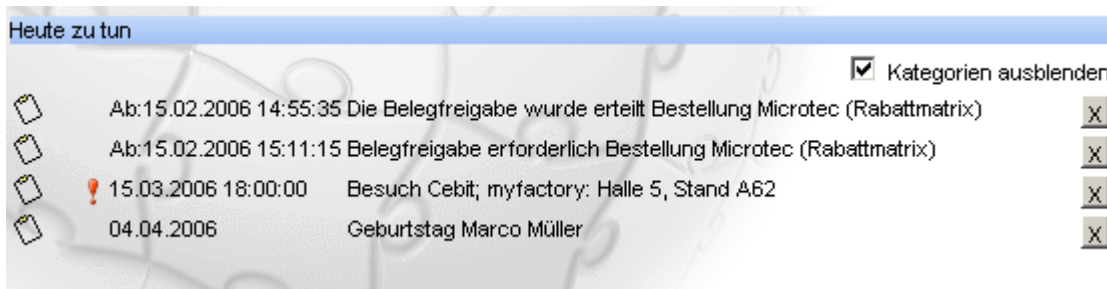 Heute zu tun
Kategorien ausblenden
Ab:15.02.2006 14:55:35 Die Belegfreigabe wurde erteilt Bestellung Microtec (Rabattmatrix) X
Ab:15.02.2006 15:11:15 Belegfreigabe erforderlich Bestellung Microtec (Rabattmatrix) X
15.03.2006 18:00:00 Besuch Cebit; myfactory: Halle 5, Stand A62 X
04.04.2006 Geburtstag Marco Müller X